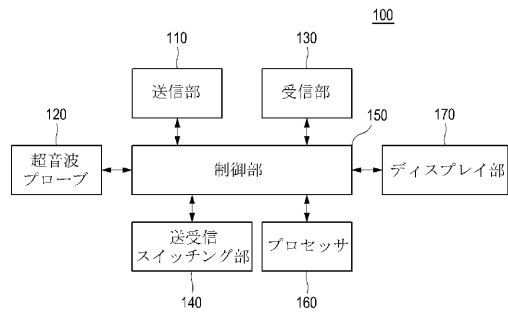 100
110
130
送信部
受信部
150
120
170
超音波
プローブ
制御部
ディスプレイ部
送受信
スイッチング部
プロセッサ
140
160